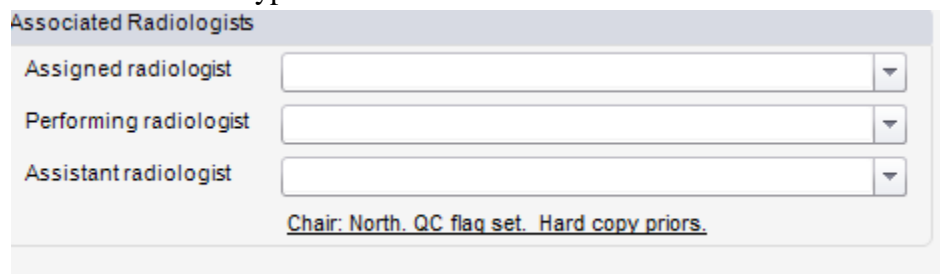 Associated Radiologists
Assigned radiologist
Performing radiologist
Assistant radiologist
Chair: North. QC flag set. Hard copy priors.